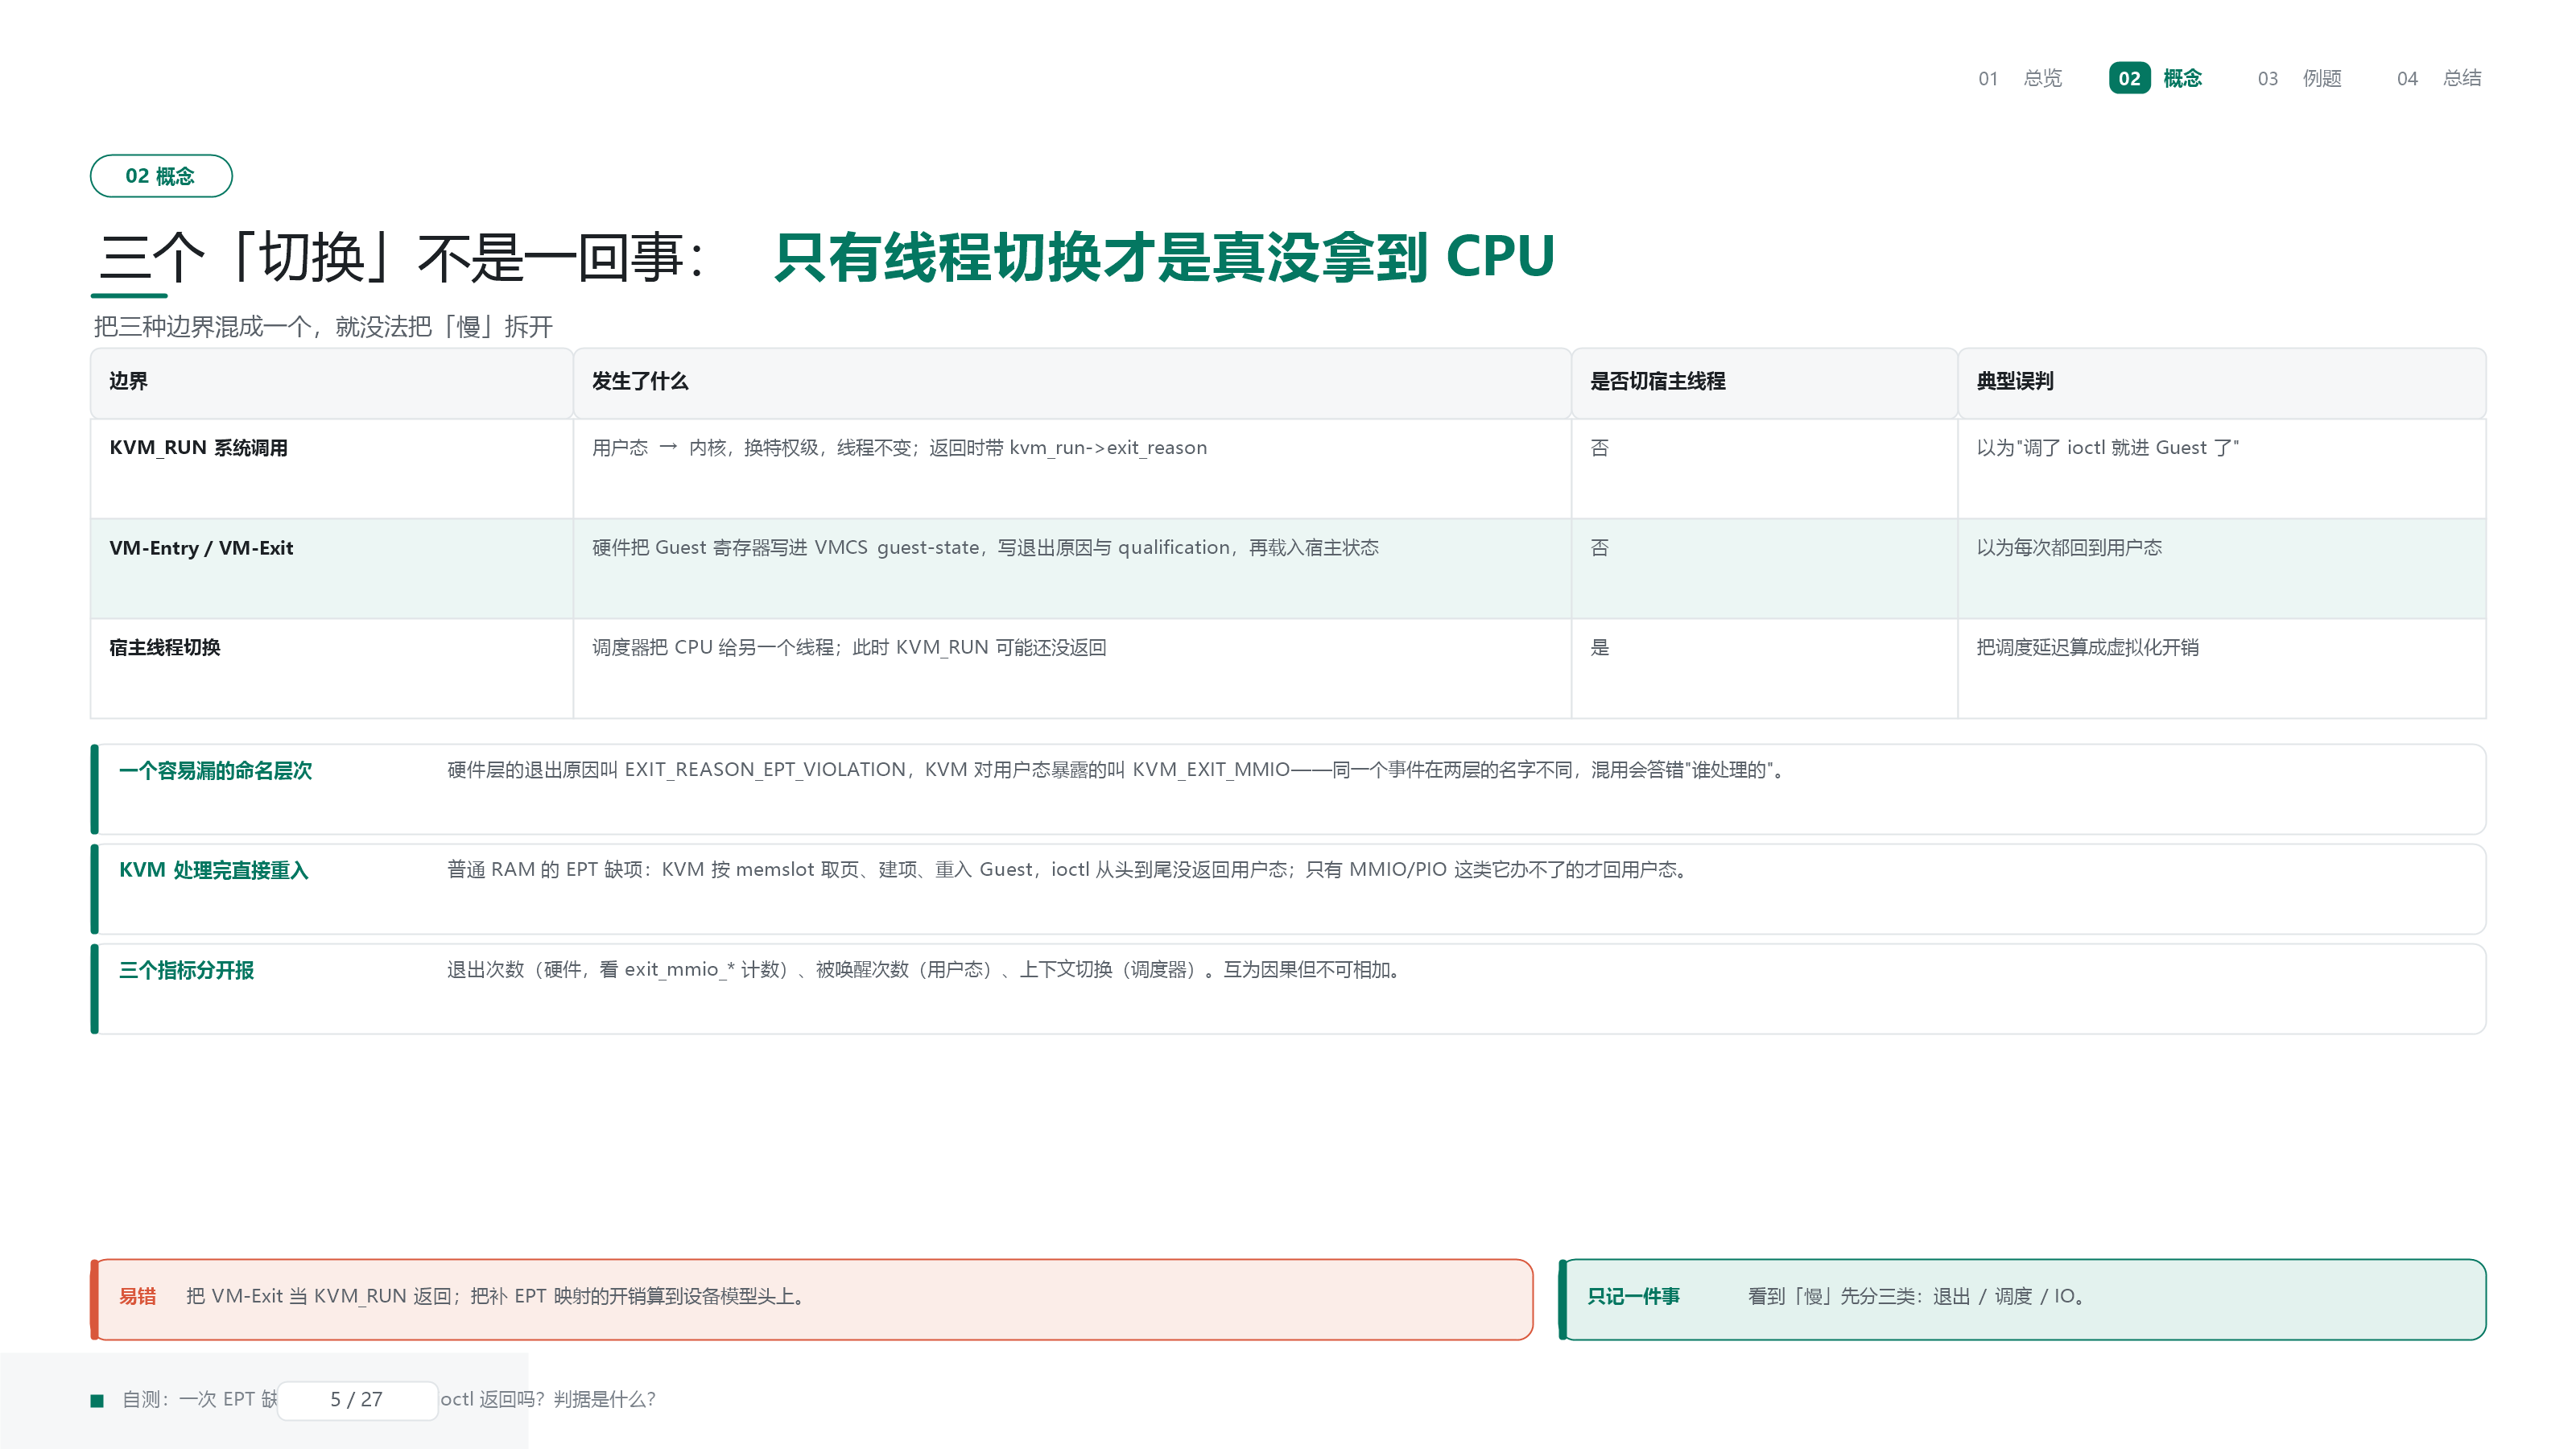 01 总览 02 概念 03 例题 04 总结
02 概念
三个「切换」不是一回事： 只有线程切换才是真没拿到 CPU
把三种边界混成一个，就没法把「慢」拆开
边界 发生了什么 是否切宿主线程 典型误判
KVM_RUN 系统调用 用户态 → 内核，换特权级，线程不变；返回时带 kvm_run->exit_reason 否 以为"调了 ioctl 就进 Guest 了"
VM-Entry / VM-Exit 硬件把 Guest 寄存器写进 VMCS guest-state，写退出原因与 qualification，再载入宿主状态 否 以为每次都回到用户态
宿主线程切换 调度器把 CPU 给另一个线程；此时 KVM_RUN 可能还没返回 是 把调度延迟算成虚拟化开销
一个容易漏的命名层次 硬件层的退出原因叫 EXIT_REASON_EPT_VIOLATION，KVM 对用户态暴露的叫 KVM_EXIT_MMIO——同一个事件在两层的名字不同，混用会答错"谁处理的"。
KVM 处理完直接重入 普通 RAM 的 EPT 缺项：KVM 按 memslot 取页、建项、重入 Guest，ioctl 从头到尾没返回用户态；只有 MMIO/PIO 这类它办不了的才回用户态。
三个指标分开报 退出次数（硬件，看 exit_mmio_* 计数）、被唤醒次数（用户态）、上下文切换（调度器）。互为因果但不可相加。
易错 把 VM-Exit 当 KVM_RUN 返回；把补 EPT 映射的开销算到设备模型头上。
只记一件事 看到「慢」先分三类：退出 / 调度 / IO。
自测：一次 EPT 缺 5 / 27 octl 返回吗？判据是什么？